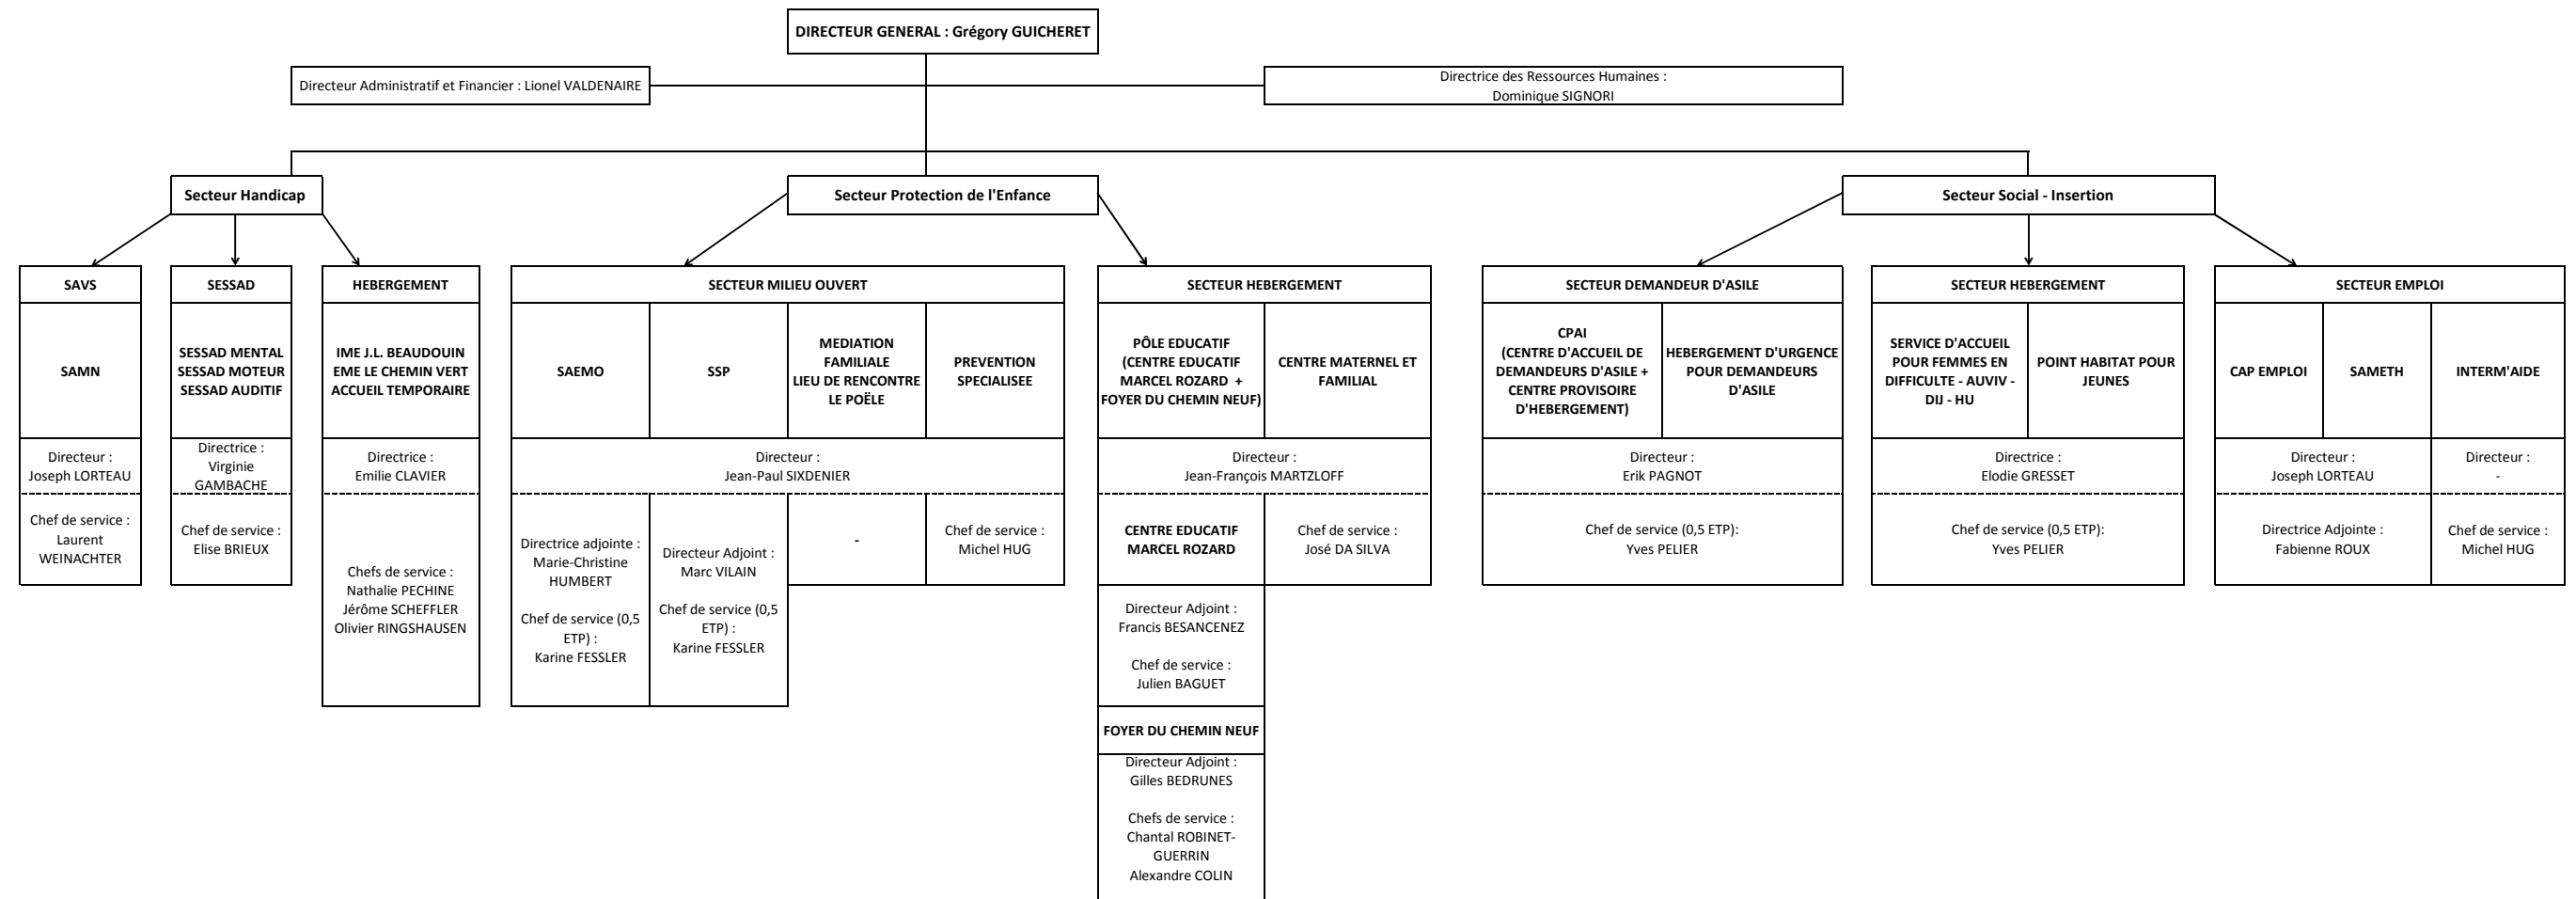 DIRECTEUR GENERAL : Grégory GUICHERET
Directeur Administratif et Financier : Lionel VALDENAIRE
Directrice des Ressources Humaines :
Dominique SIGNORI
Secteur Handicap
Secteur Protection de l'Enfance
Secteur Social - Insertion
SAVS
SAMN
Directeur :
Joseph LORTEAU
Chef de service :
Laurent
WEINACHTER
SESSAD
SESSAD MENTAL
SESSAD MOTEUR
SESSAD AUDITIF
Directrice :
Virginie
GAMBACHE
Chef de service :
Elise BRIEUX
HEBERGEMENT
IME J.L. BEAUDOUIN
EME LE CHEMIN VERT
ACCUEIL TEMPORAIRE
Directrice :
Emilie CLAVIER
Chefs de service :
Nathalie PECHINE
Jérôme SCHEFFLER
Olivier RINGSHAUSEN
SECTEUR MILIEU OUVERT
SAEMO
SSP
MEDIATION
FAMILIALE
LIEU DE RENCONTRE
LE POËLE
PREVENTION
SPECIALISEE
Directeur :
Jean-Paul SIXDENIER
Directrice adjointe :
Marie-Christine
HUMBERT
Chef de service (0,5
ETP) :
Karine FESSLER
Directeur Adjoint :
Marc VILAIN
Chef de service (0,5
ETP) :
Karine FESSLER
-
Chef de service :
Michel HUG
SECTEUR HEBERGEMENT
PÔLE EDUCATIF
(CENTRE EDUCATIF
MARCEL ROZARD +
FOYER DU CHEMIN NEUF)
CENTRE MATERNEL ET
FAMILIAL
Directeur :
Jean-François MARTZLOFF
CENTRE EDUCATIF
MARCEL ROZARD
Chef de service :
José DA SILVA
Directeur Adjoint :
Francis BESANCENEZ
Chef de service :
Julien BAGUET
FOYER DU CHEMIN NEUF
Directeur Adjoint :
Gilles BEDRUNES
Chefs de service :
Chantal ROBINET-
GUERRIN
Alexandre COLIN
SECTEUR DEMANDEUR D'ASILE
CPAI
(CENTRE D'ACCUEIL DE
DEMANDEURS D'ASILE +
CENTRE PROVISOIRE
D'HEBERGEMENT)
HEBERGEMENT D'URGENCE
POUR DEMANDEURS
D'ASILE
Directeur :
Erik PAGNOT
Chef de service (0,5 ETP):
Yves PELIER
SECTEUR HEBERGEMENT
SERVICE D'ACCUEIL
POUR FEMMES EN
DIFFICULTE - AUVIV -
DIJ - HU
POINT HABITAT POUR
JEUNES
Directrice :
Elodie GRESSET
Chef de service (0,5 ETP):
Yves PELIER
SECTEUR EMPLOI
CAP EMPLOI
SAMETH
INTERM'AIDE
Directeur :
Joseph LORTEAU
Directeur :
-
Directrice Adjointe :
Fabienne ROUX
Chef de service :
Michel HUG